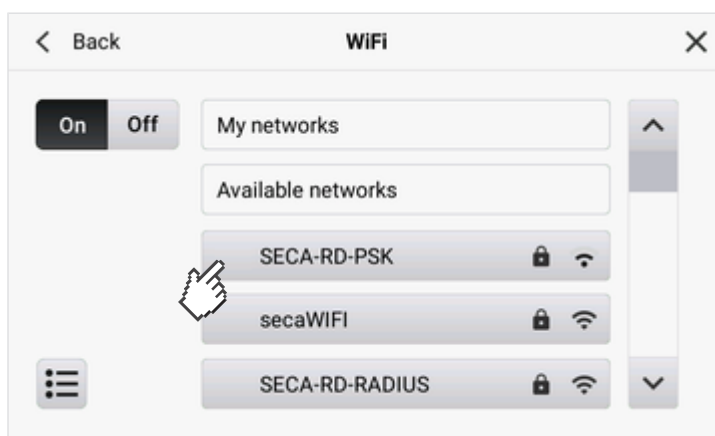 Back
WiFi
On Off
My networks
Available networks
SECA-RD-PSK
secaWIFI
SECA-RD-RADIUS